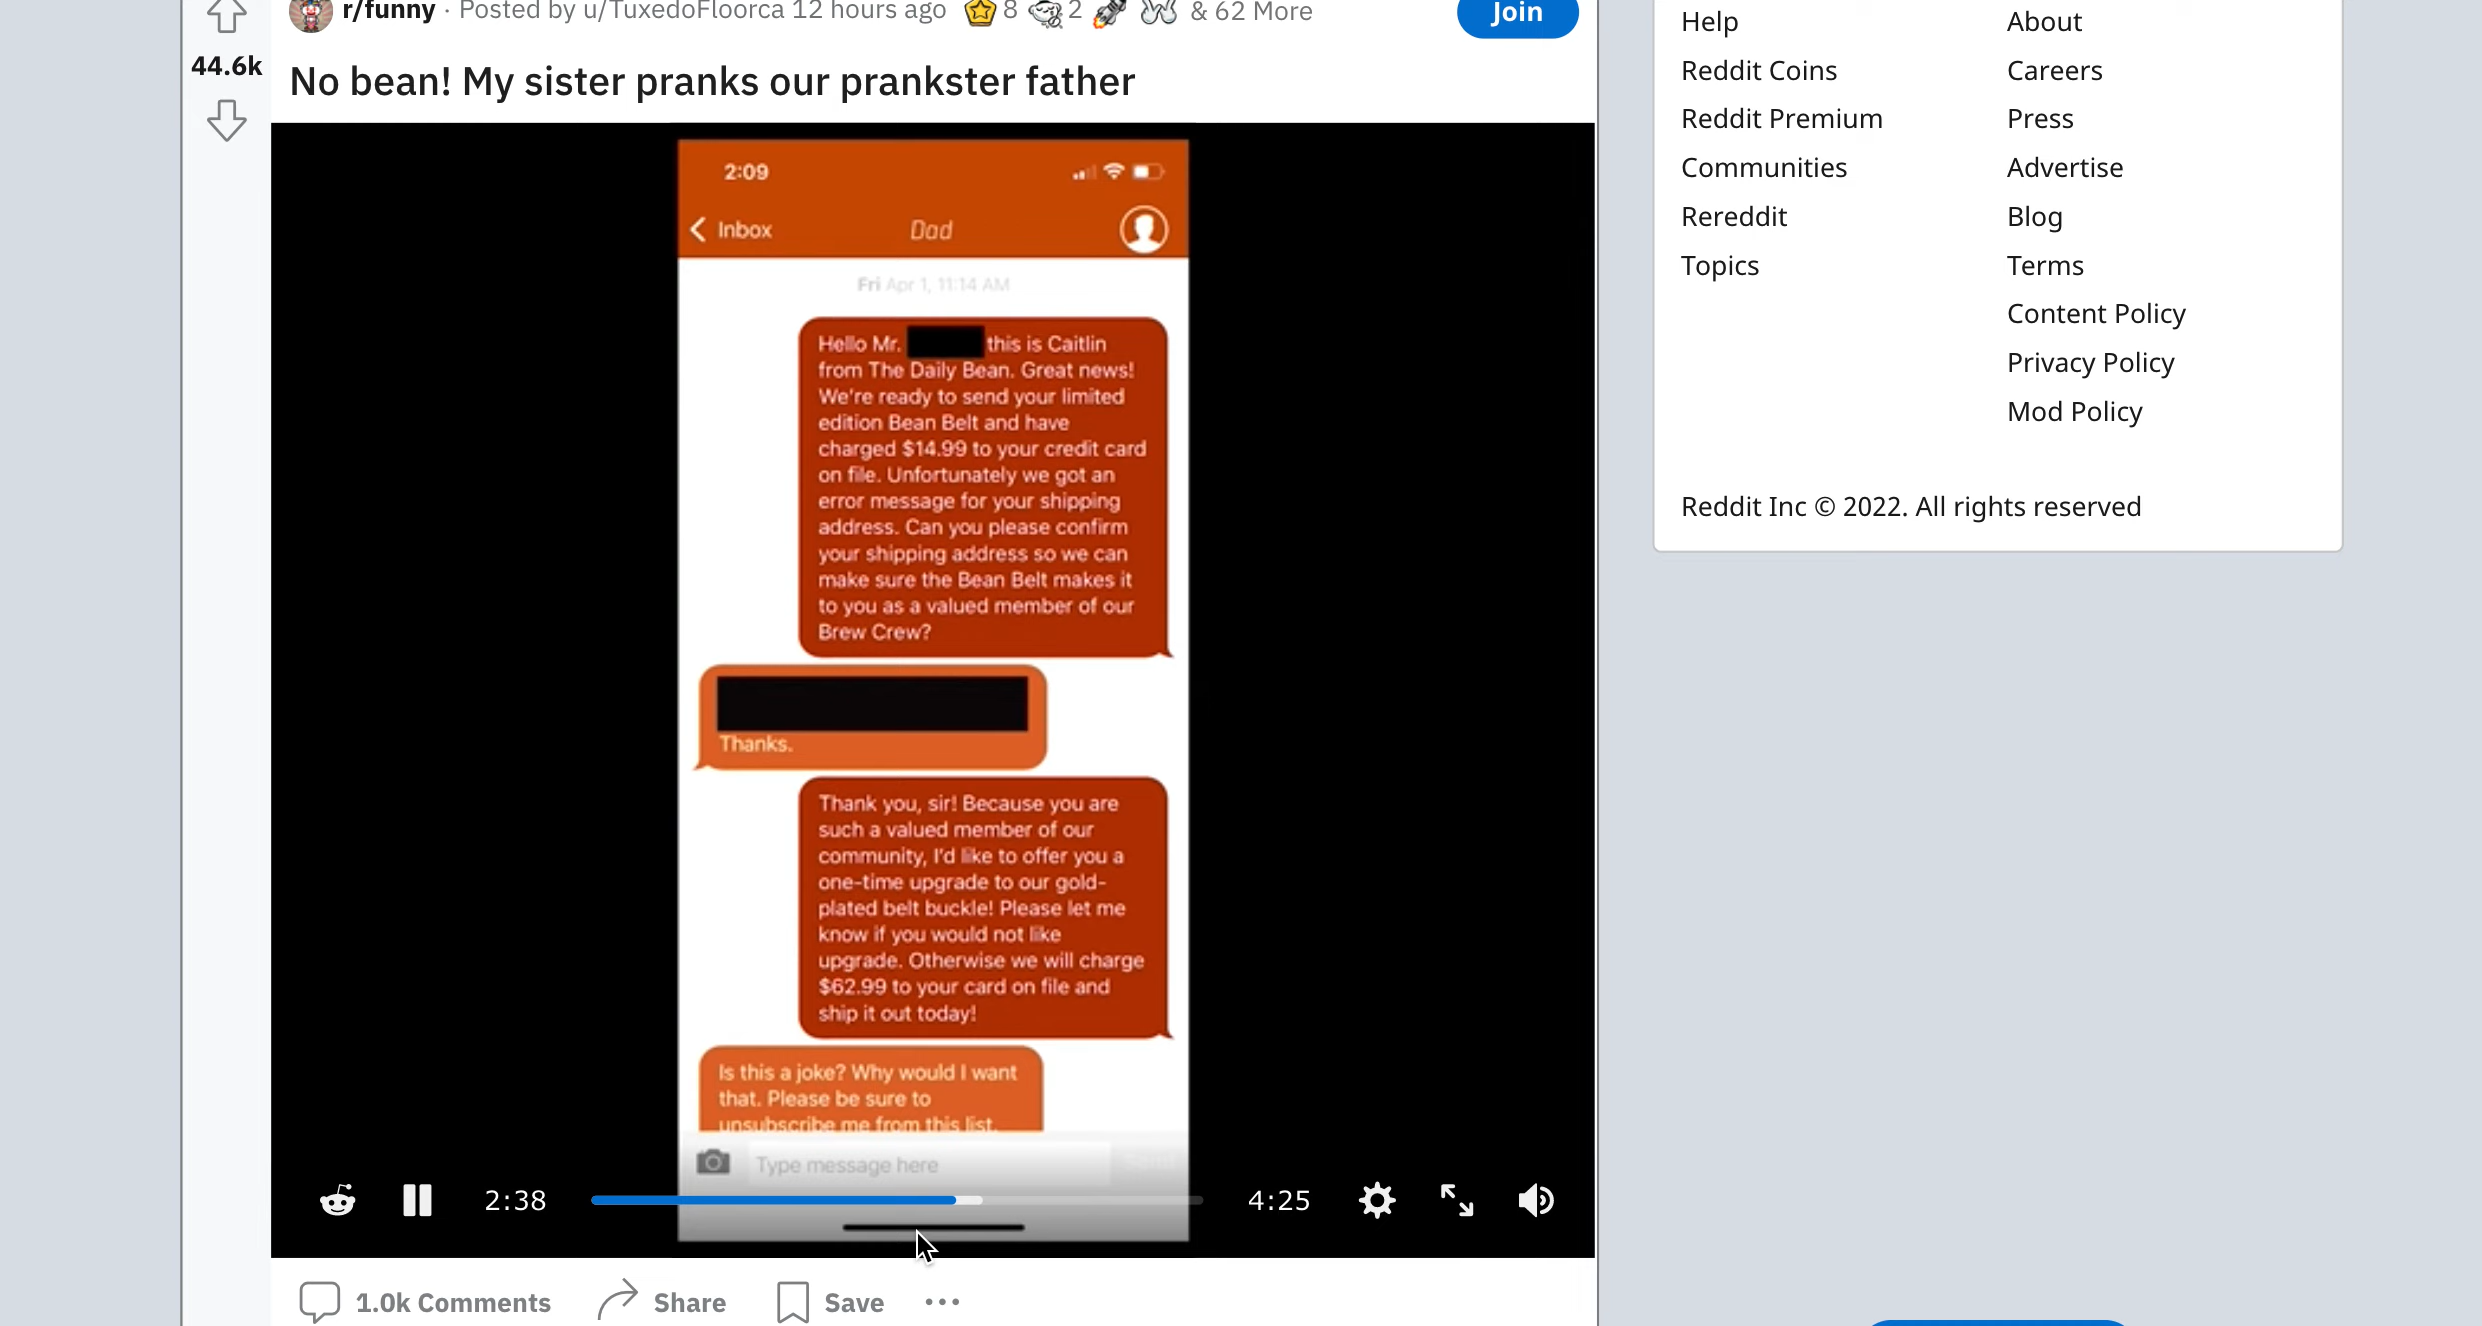 r/funny · Posted by u/TuxedoFloorca 12 hours ago 8 2 & 62 More
Join
44.6k
No bean! My sister pranks our prankster father
2:09
Inbox
Dad
Fri Apr 1, 11:14 AM
Hello Mr. this is Caitlin
from The Daily Bean. Great news!
We're ready to send your limited
edition Bean Belt and have
charged $14.99 to your credit card
on file. Unfortunately we got an
error message for your shipping
address. Can you please confirm
your shipping address so we can
make sure the Bean Belt makes it
to you as a valued member of our
Brew Crew?
Thanks.
Thank you, sir! Because you are
such a valued member of our
community, I'd like to offer you a
one-time upgrade to our gold-
plated belt buckle! Please let me
know if you would not like
upgrade. Otherwise we will charge
$62.99 to your card on file and
ship it out today!
Is this a joke? Why would I want
that. Please be sure to
unsubscribe me from this list.
Type message here
2:38
4:25
1.0k Comments
Share
Save
Help
Reddit Coins
Reddit Premium
Communities
Rereddit
Topics
About
Careers
Press
Advertise
Blog
Terms
Content Policy
Privacy Policy
Mod Policy
Reddit Inc © 2022. All rights reserved